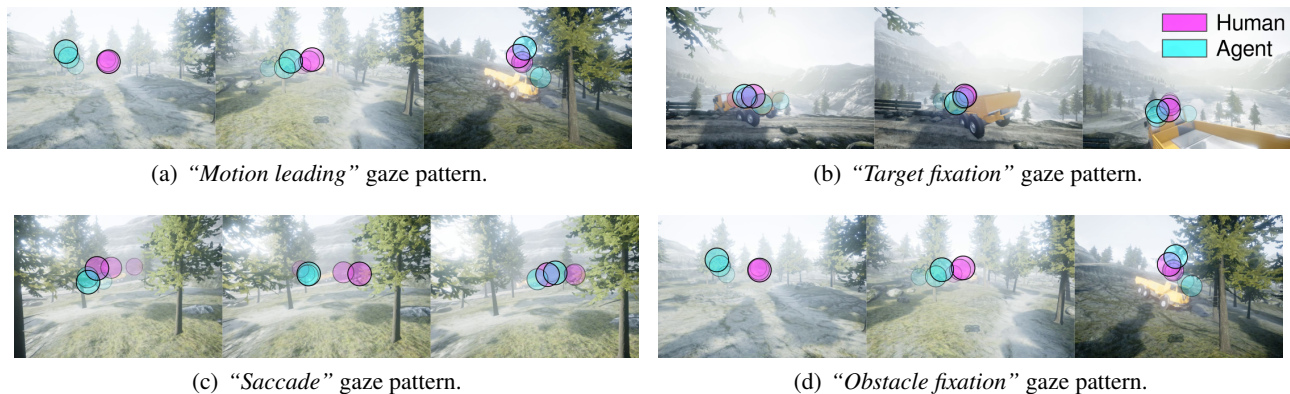 Human
Agent
(a) “Motion leading” gaze pattern.
(b) “Target fixation” gaze pattern.
(c) “Saccade” gaze pattern.
(d) “Obstacle fixation” gaze pattern.